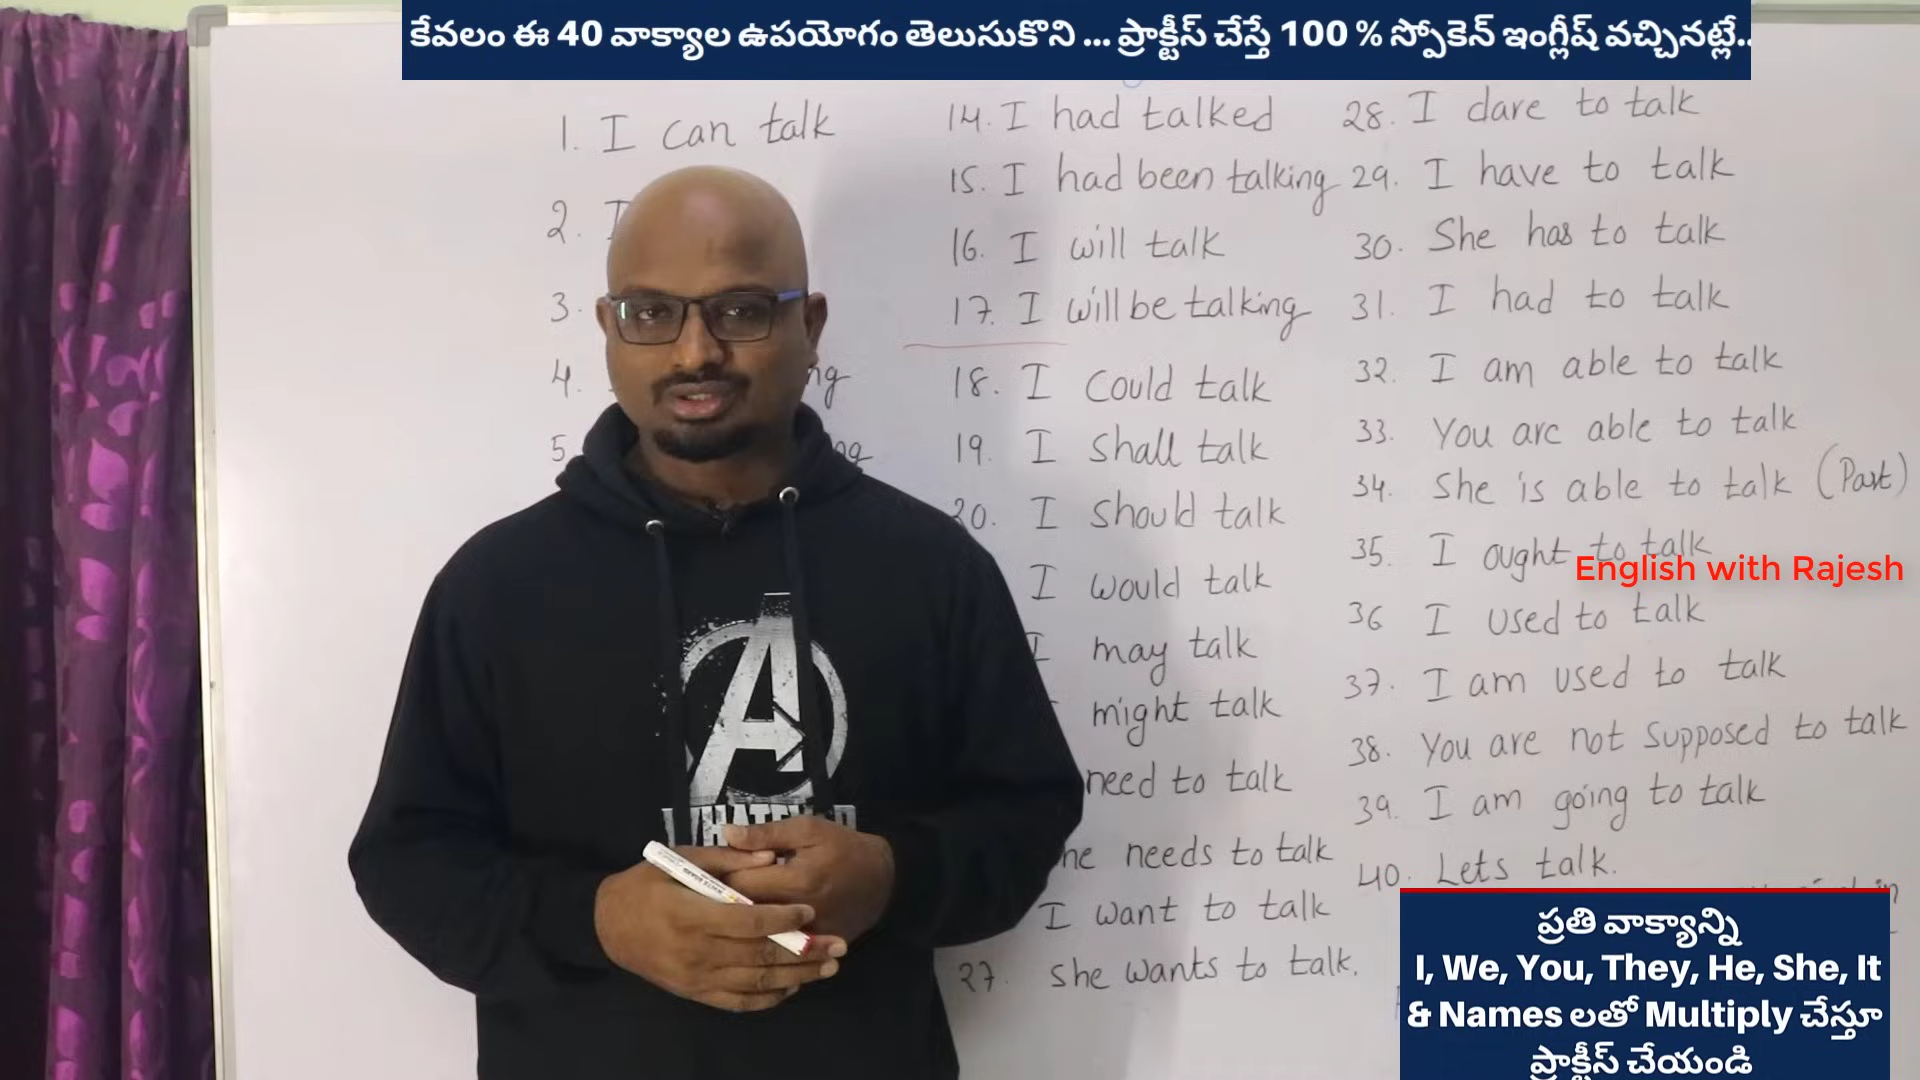 కేవలం ఈ 40 వాక్యాల ఉపయోగం తెలుసుకొని ... ప్రాక్టీస్ చేస్తే 100 % స్పోకెన్ ఇంగ్లీష్ వచ్చినట్లే..
1. I can talk
2. I
3.
4.
5.
14. I had talked
15. I had been talking
16. I will talk
17. I will be talking
18. I Could talk
19. I shall talk
20. I should talk
I would talk
I may talk
might talk
need to talk
he needs to talk
I want to talk
27. she wants to talk.
28. I dare to talk
29. I have to talk
30. She has to talk
31. I had to talk
32. I am able to talk
33. You are able to talk
34. She is able to talk (Past)
35. I ought to talk
36 I used to talk
37. I am used to talk
38. You are not supposed to talk
39. I am going to talk
40. Lets talk.
English with Rajesh
ప్రతి వాక్యాన్ని
I, We, You, They, He, She, It
& Names లతో Multiply చేస్తూ
ప్రాక్టీస్ చేయండి